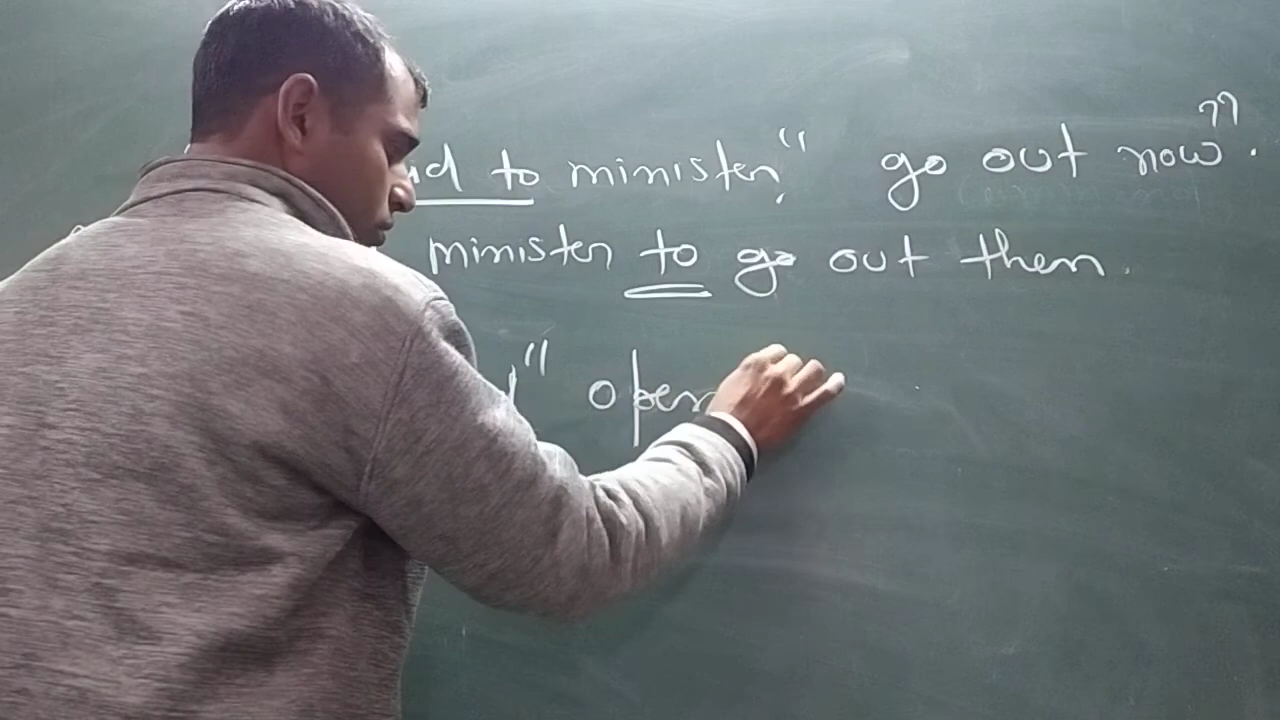 to minister," go out now".
minister to go out then.
" open